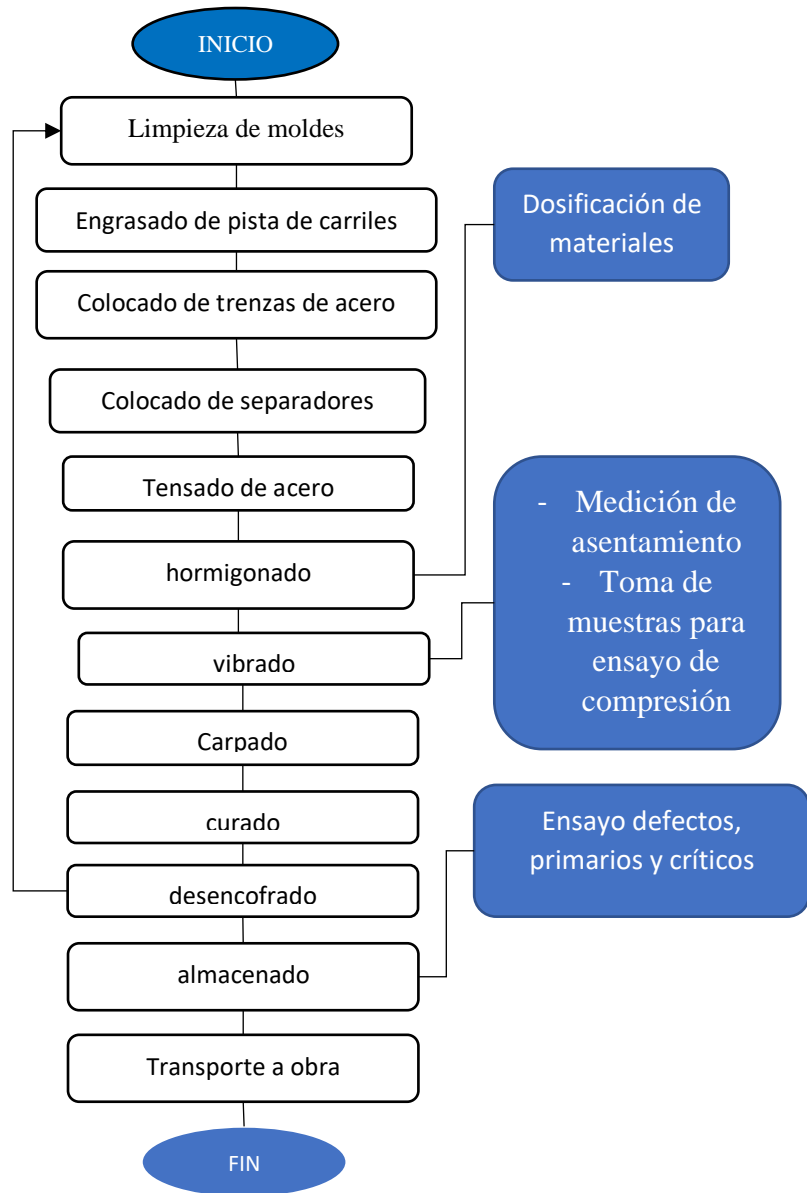 INICIO
Limpieza de moldes
Engrasado de pista de carriles
Colocado de trenzas de acero
Colocado de separadores
Tensado de acero
hormigonado
vibrado
Carpado
curado
desencofrado
almacenado
Transporte a obra
FIN
Dosificación de
materiales
- Medición de
asentamiento
- Toma de
muestras para
ensayo de
compresión
Ensayo defectos,
primarios y críticos